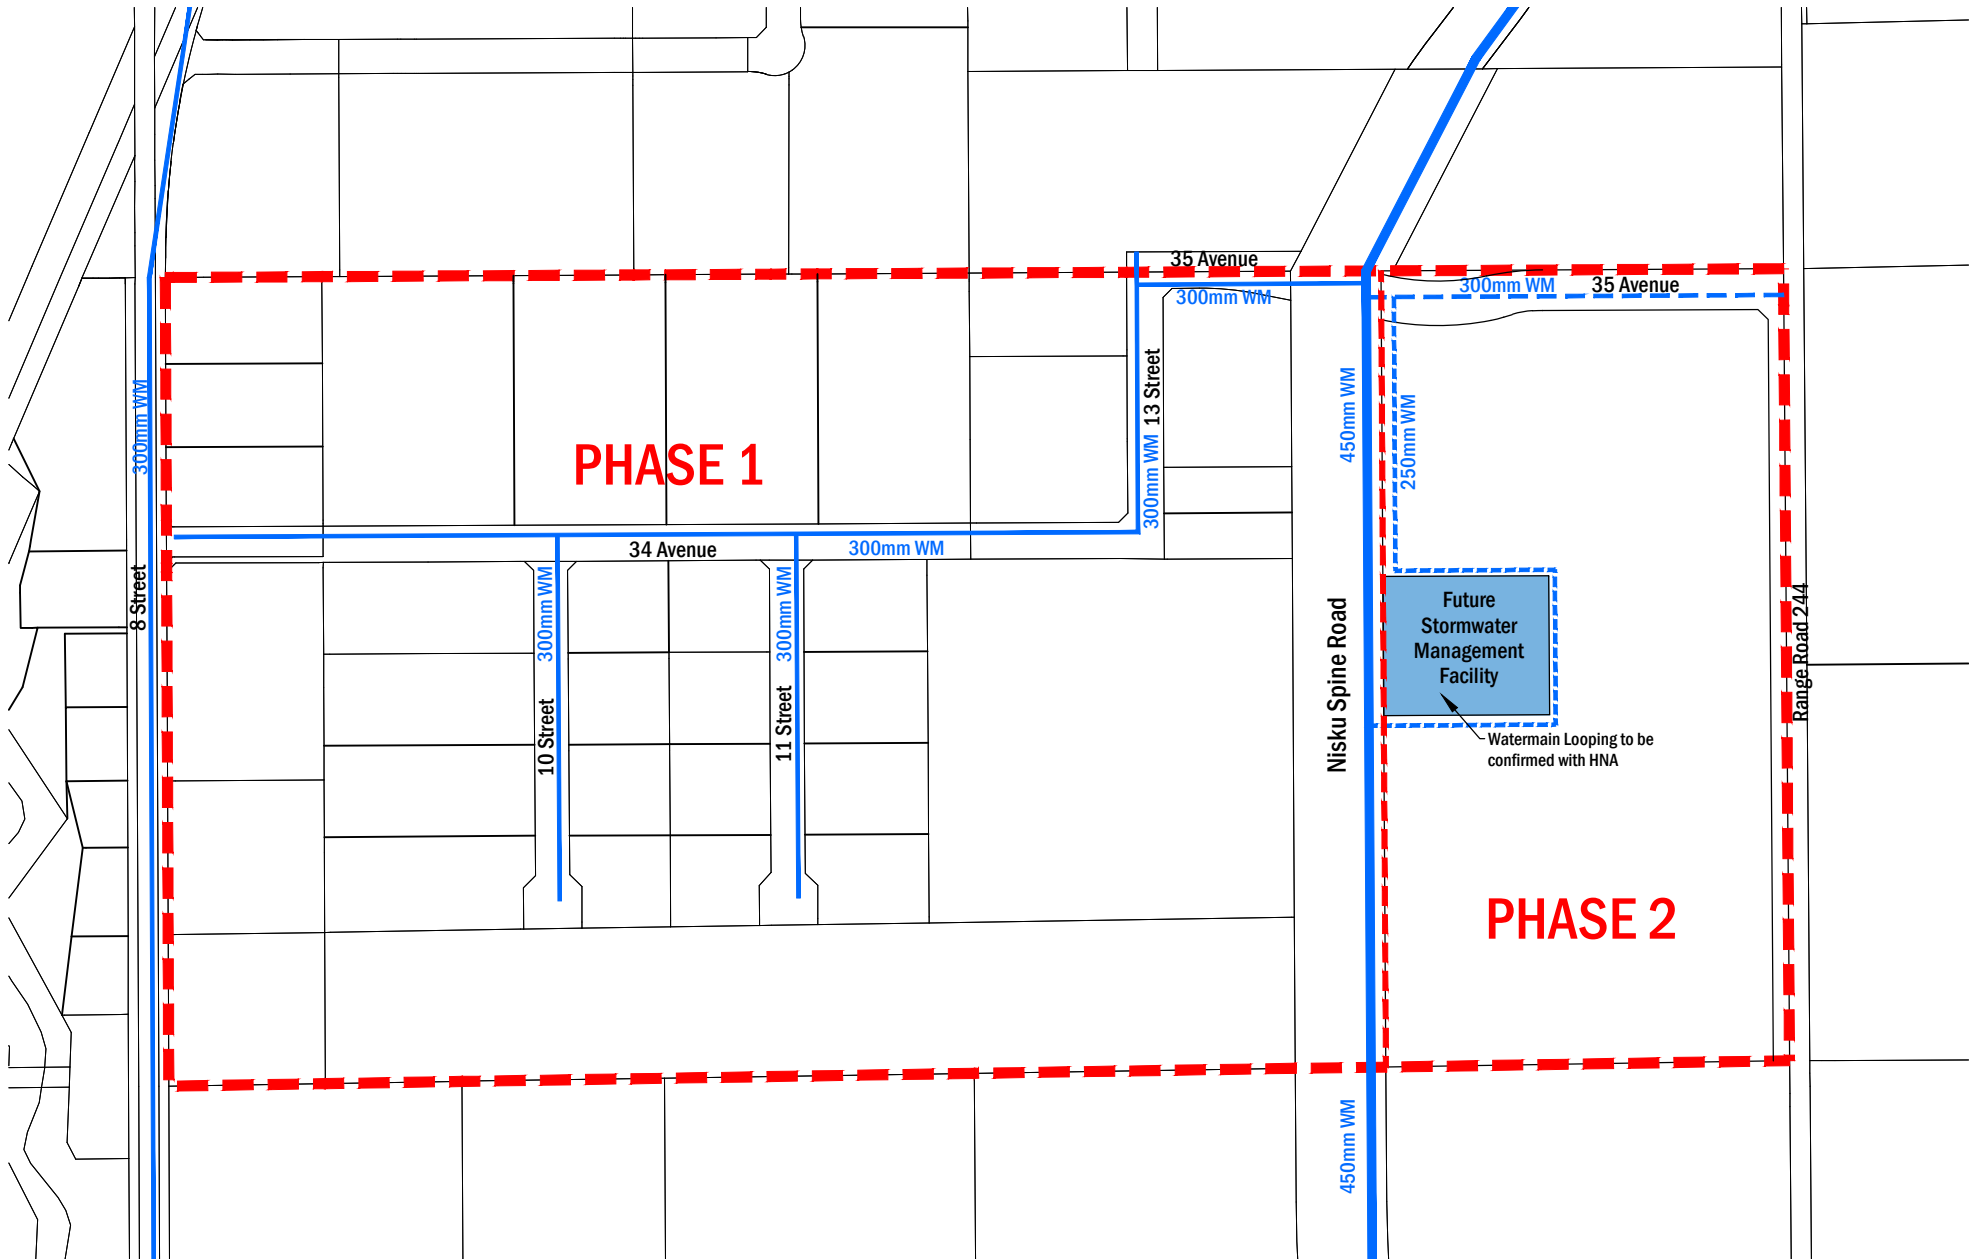 35 Avenue
300mm WM
300mm WM
35 Avenue
300mm WM
8 Street
PHASE 1
13 Street
300mm WM
450mm WM
250mm WM
34 Avenue
300mm WM
300mm WM
10 Street
300mm WM
11 Street
Nisku Spine Road
Future
Stormwater
Management
Facility
Range Road 244
Watermain Looping to be
confirmed with HNA
PHASE 2
450mm WM